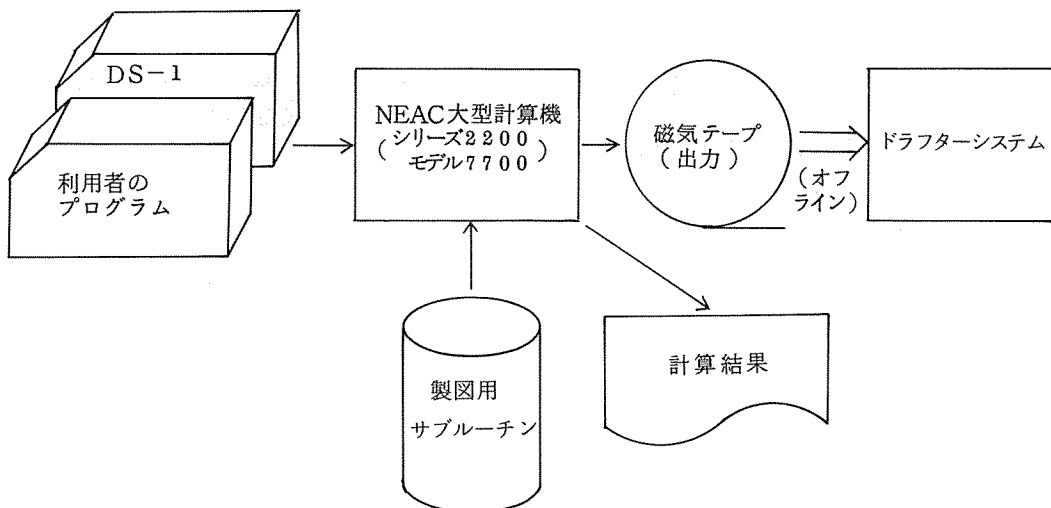 DS-1
利用者の
プログラム
NEAC大型計算機
(シリーズ2200
モデル7700)
磁気テープ
(出力)
(オフ
ライン)
ドラフターシステム
製図用
サブルーチン
計算結果